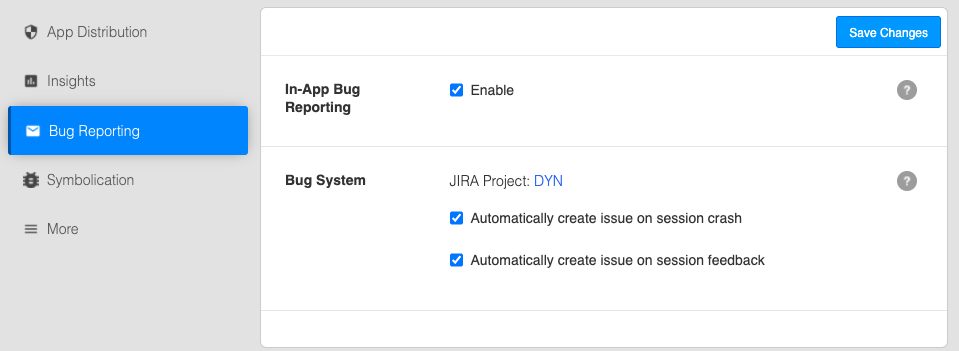 App Distribution
Insights
Bug Reporting
Symbolication
More
Save Changes
In-App Bug
Reporting
Enable
?
Bug System
JIRA Project: DYN
?
Automatically create issue on session crash
Automatically create issue on session feedback